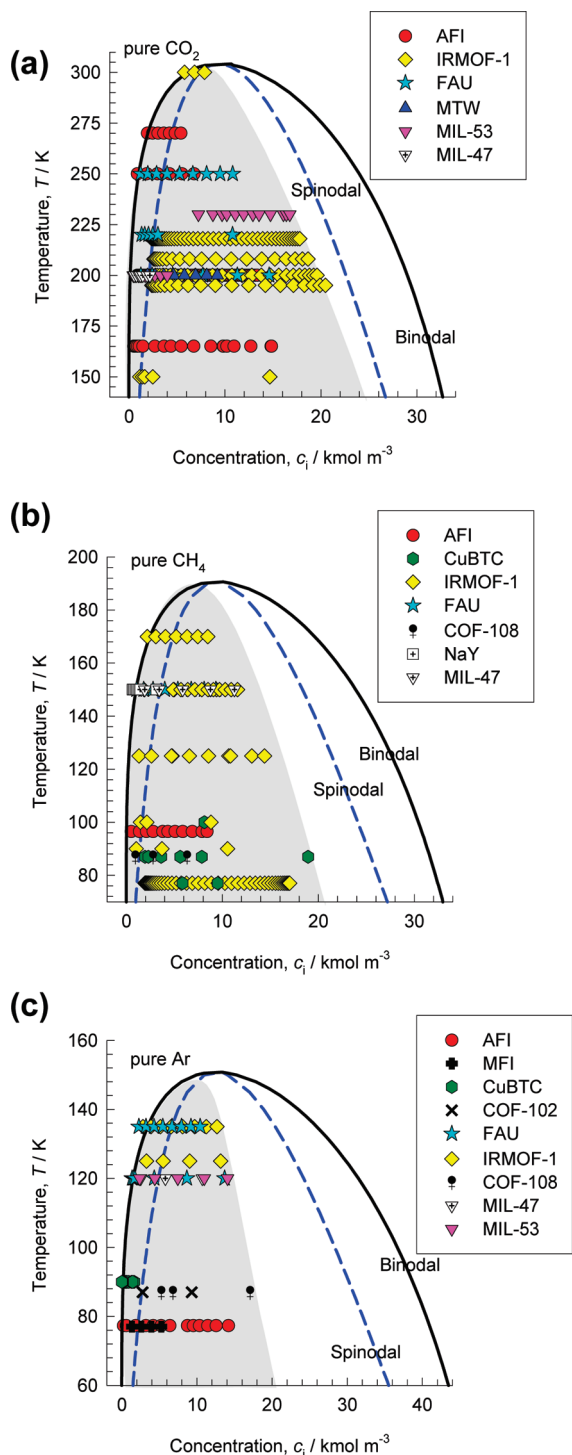 (a)
pure CO2
AFI
IRMOF-1
FAU
MTW
MIL-53
MIL-47
Temperature, T / K
350
300
250
225
200
175
150
Spinodal
Binodal
0 10 20 30
Concentration, ci / kmol m-3
(b)
pure CH4
AFI
CuBTC
IRMOF-1
FAU
COF-108
NaY
MIL-47
Temperature, T / K
200
180
160
140
120
100
80
Binodal
Spinodal
0 10 20 30
Concentration, ci / kmol m-3
(c)
pure Ar
AFI
MFI
CuBTC
COF-102
FAU
IRMOF-1
COF-108
MIL-47
MIL-53
Temperature, T / K
160
140
120
100
80
60
Binodal
Spinodal
0 10 20 30 40
Concentration, ci / kmol m-3